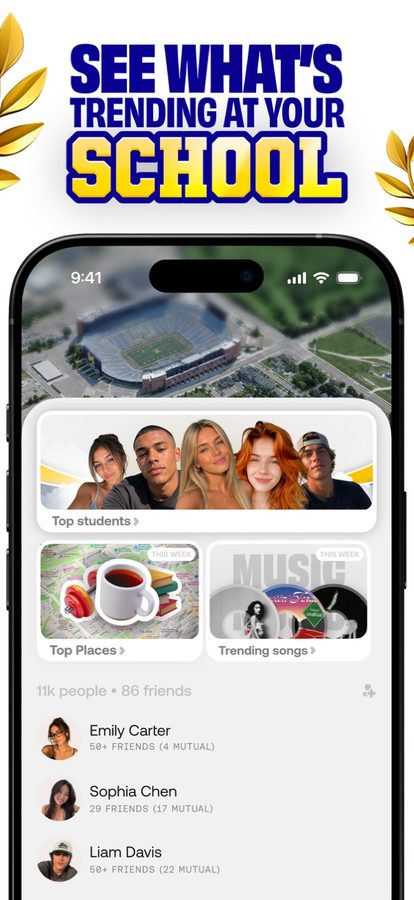 SEE WHAT'S
TRENDING AT YOUR
SCHOOL
9:41
Top students ›
THIS WEEK
Top Places ›
MUSIC
THIS WEEK
Trending songs ›
11k people • 86 friends
Emily Carter
50+ FRIENDS (4 MUTUAL)
Sophia Chen
29 FRIENDS (17 MUTUAL)
Liam Davis
50+ FRIENDS (22 MUTUAL)